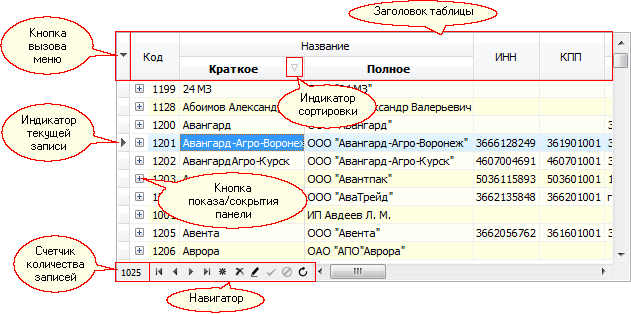 Заголовок таблицы
Кнопка
вызова
меню
Код
Название
ИНН
КПП
Краткое
Полное
1199 24 МЗ "
1128 Абоимов Александ ксандр Валерьевич
Индикатор
сортировки
1200 Авангард ООО "Авангард"
Индикатор
текущей
записи
1201 Авангард-Агро-Воронеж ООО "Авангард-Агро-Воронеж" 3666128249 361901001
1202 АвангардАгро-Курск ООО "Авангард-Агро-Курск" 4607004691 460701001
1203 ООО "Авантпак" 5036115893 503601001
Кнопка
показа/сокрытия
панели
ООО "АваТрейд" 3662135848 366201001
ИП Авдеев Л. М.
1205 Авента ООО "Авента" 3662056762 361601001
1206 Аврора ОАО "АПО"Аврора"
Счетчик
количества
записей
1025
Навигатор